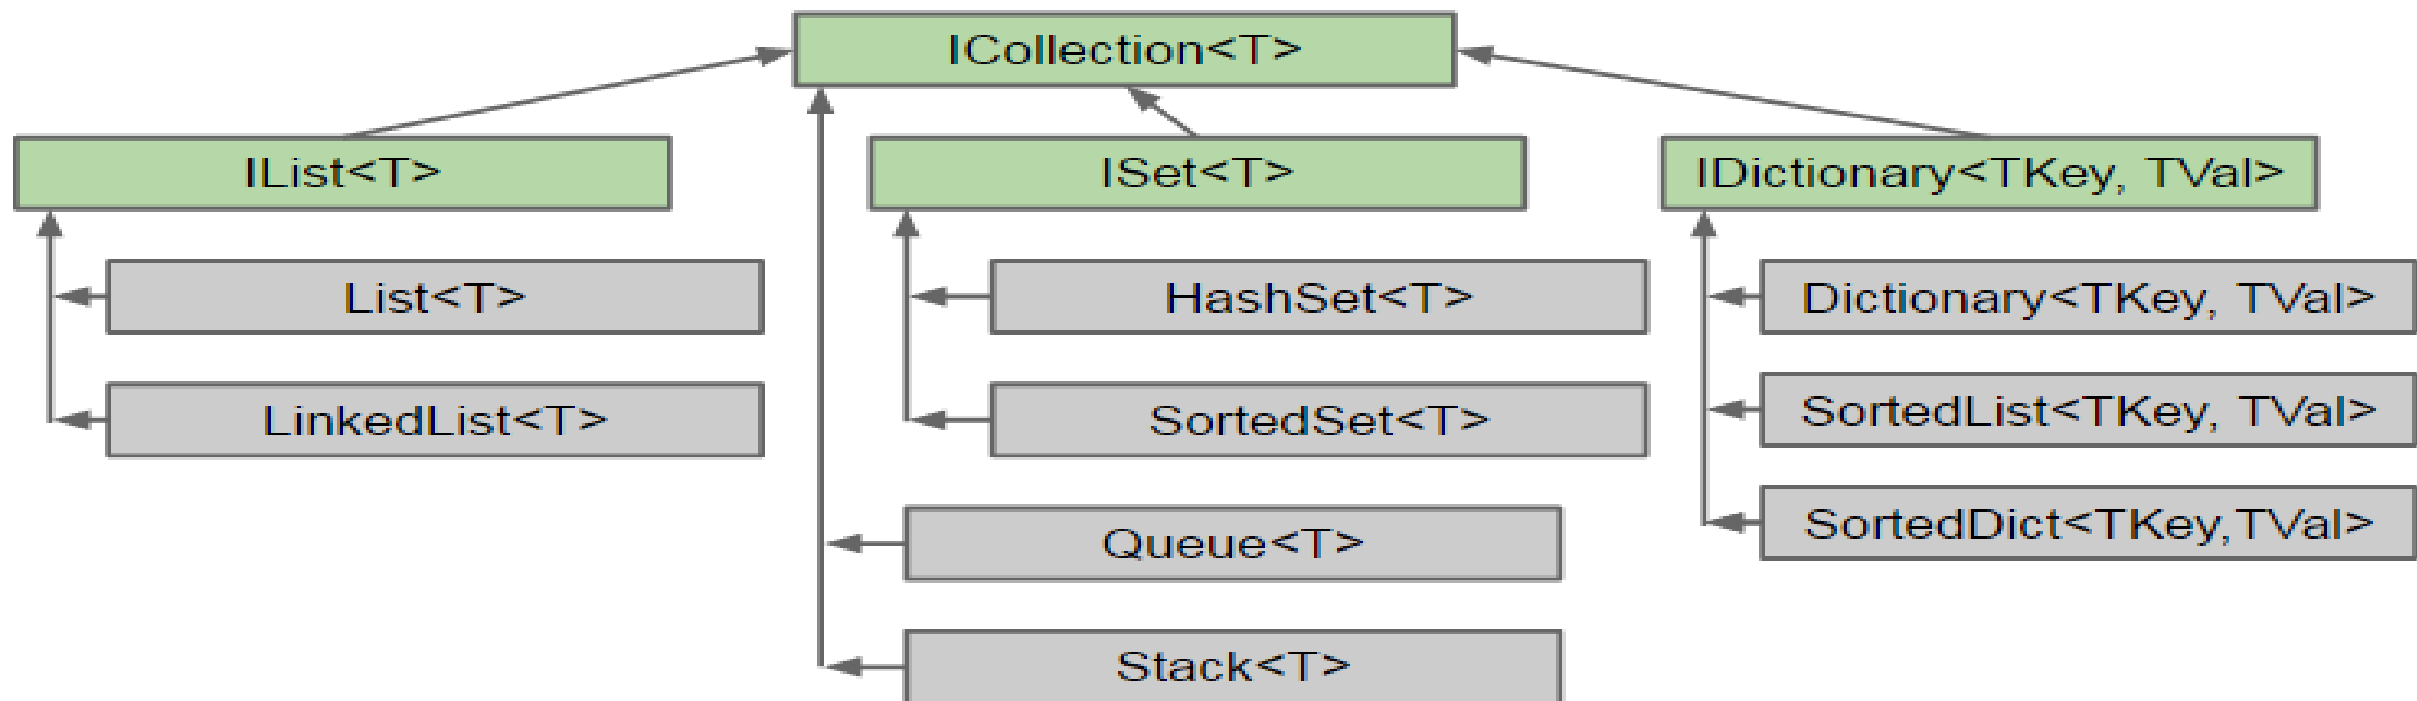 ICollection<T>
IList<T>
ISet<T>
IDictionary<TKey, TVal>
List<T>
HashSet<T>
Dictionary<TKey, TVal>
LinkedList<T>
SortedSet<T>
SortedList<TKey, TVal>
Queue<T>
SortedDict<TKey,TVal>
Stack<T>